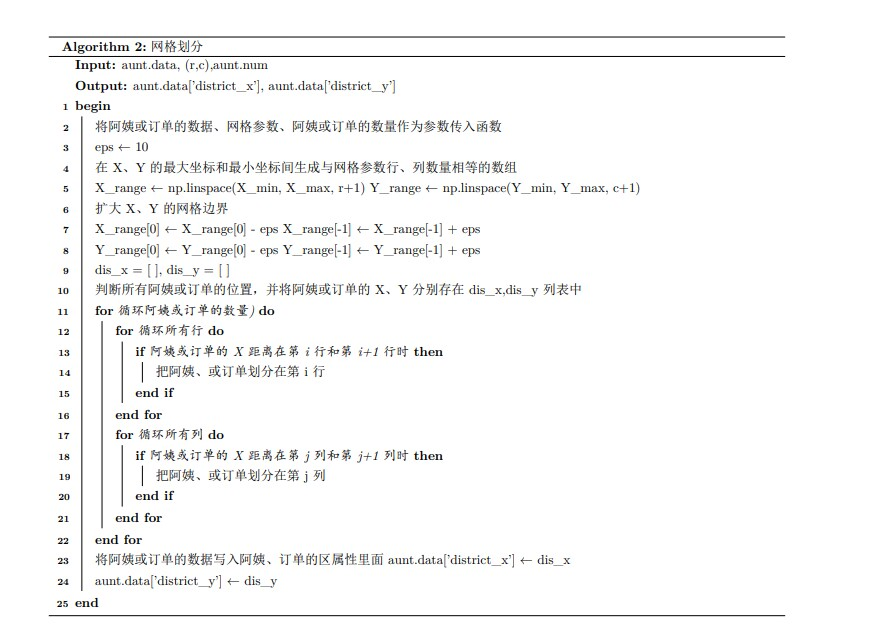 Algorithm 2: 网格划分
Input: aunt.data, (r,c),aunt.num
Output: aunt.data['district_x'], aunt.data['district_y']
1 begin
2 将阿姨或订单的数据、网格参数、阿姨或订单的数量作为参数传入函数
3 eps ← 10
4 在 X、Y 的最大坐标和最小坐标间生成与网格参数行、列数量相等的数组
5 X_range ← np.linspace(X_min, X_max, r+1) Y_range ← np.linspace(Y_min, Y_max, c+1)
6 扩大 X、Y 的网格边界
7 X_range[0] ← X_range[0] - eps X_range[-1] ← X_range[-1] + eps
8 Y_range[0] ← Y_range[0] - eps Y_range[-1] ← Y_range[-1] + eps
9 dis_x = [ ], dis_y = [ ]
10 判断所有阿姨或订单的位置，并将阿姨或订单的 X、Y 分别存在 dis_x,dis_y 列表中
11 for 循环阿姨或订单的数量) do
12 for 循环所有行 do
13 if 阿姨或订单的 X 距离在第 i 行和第 i+1 行时 then
14 把阿姨、或订单划分在第 i 行
15 end if
16 end for
17 for 循环所有列 do
18 if 阿姨或订单的 X 距离在第 j 列和第 j+1 列时 then
19 把阿姨、或订单划分在第 j 列
20 end if
21 end for
22 end for
23 将阿姨或订单的数据写入阿姨、订单的区属性里面 aunt.data['district_x'] ← dis_x
24 aunt.data['district_y'] ← dis_y
25 end